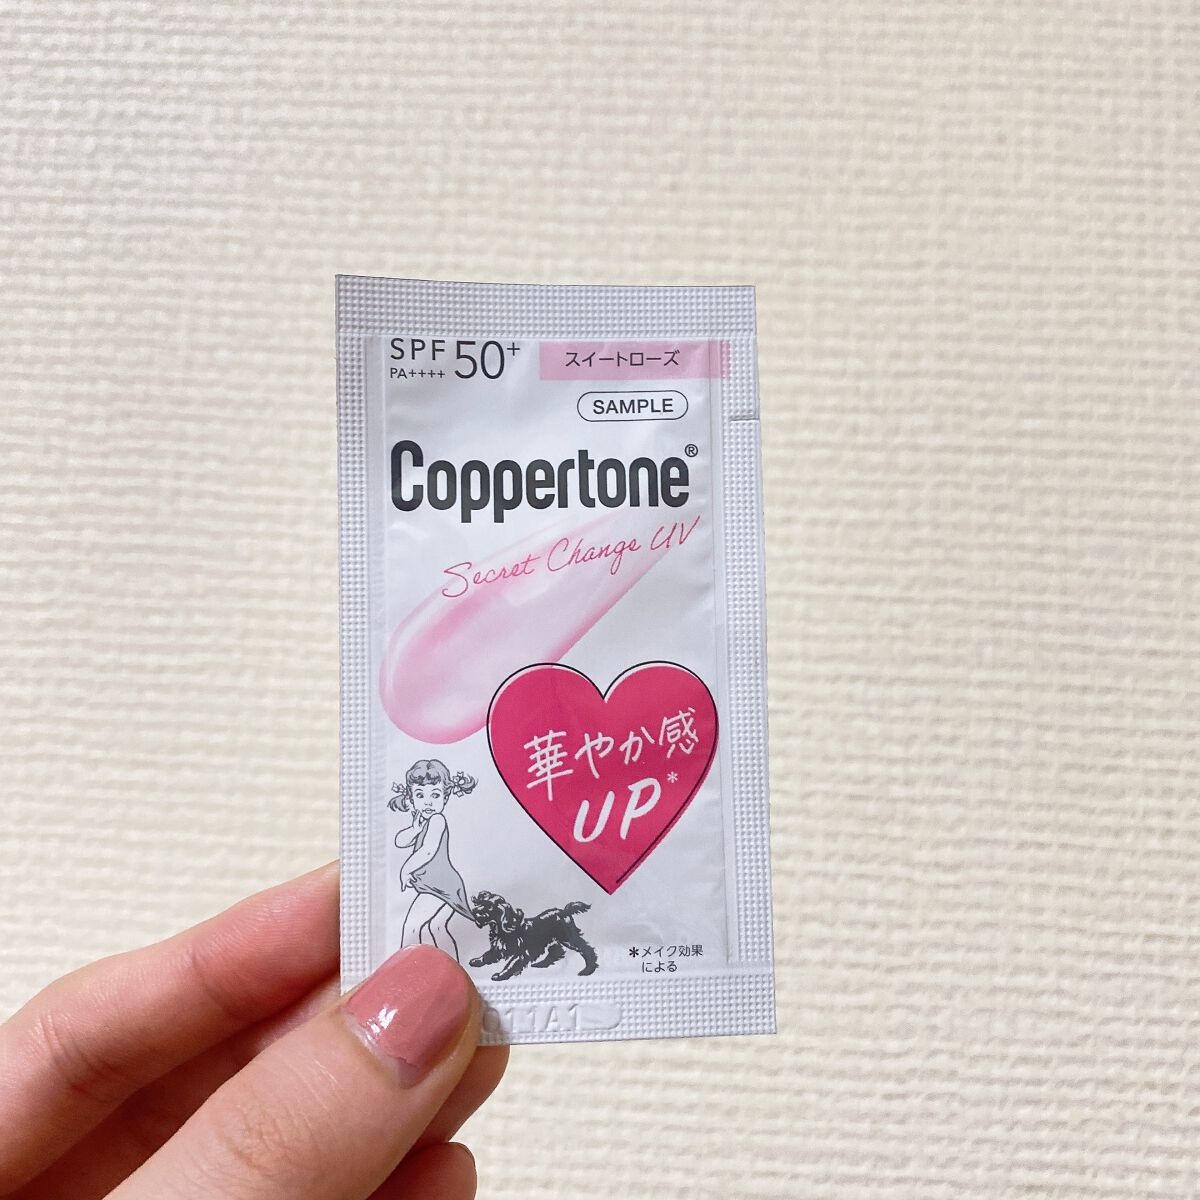 SPF 50+
PA++++
スイートローズ
SAMPLE
Coppertone®
Secret Change UV
華やか感
UP*
*メイク効果
による
011A1